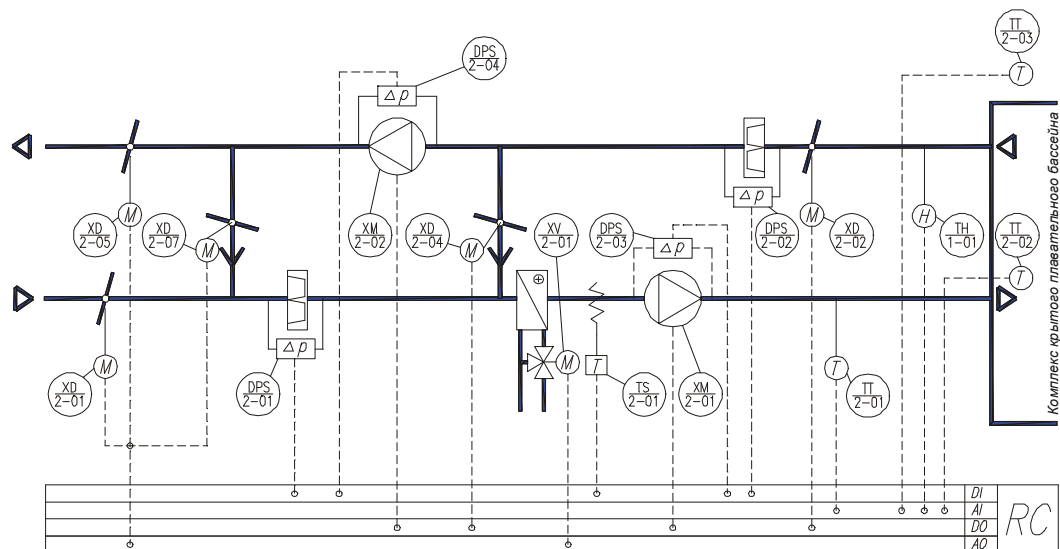 TT
2-03
DPS
2-04
T
Δ p
Комплекс крытого плавательного бассейна
Δ p
XD
2-05
M
XD
2-07
M
XM
2-02
XD
2-04
M
XV
2-01
DPS
2-03
Δ p
DPS
2-02
M
XD
2-02
H
TH
1-01
TT
2-02
T
XD
2-01
M
DPS
2-01
Δ p
M
T
TS
2-01
XM
2-01
T
TT
2-01
DI
AI
DO
AO
RC